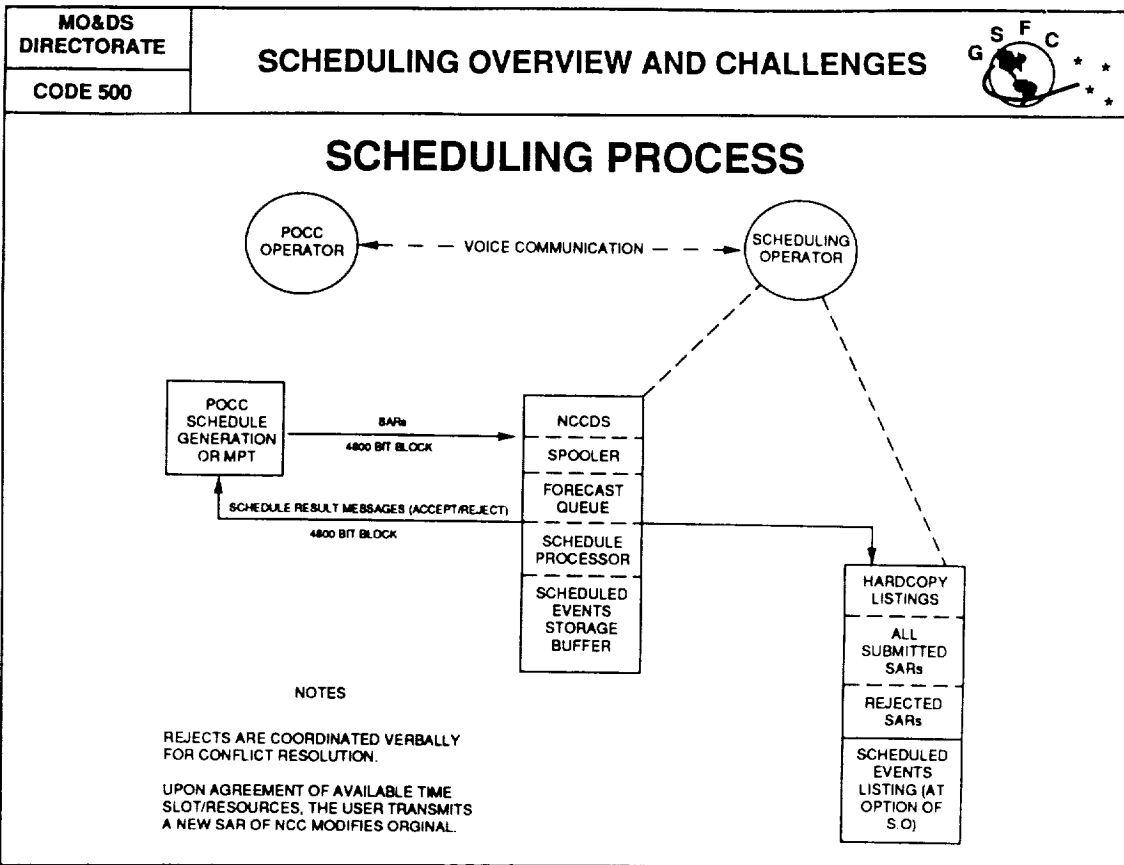 MO&DS
DIRECTORATE
CODE 500
SCHEDULING OVERVIEW AND CHALLENGES
G S F C
SCHEDULING PROCESS
POCC
OPERATOR
VOICE COMMUNICATION
SCHEDULING
OPERATOR
POCC
SCHEDULE
GENERATION
OR MPT
SARs
4800 BIT BLOCK
SCHEDULE RESULT MESSAGES (ACCEPT/REJECT)
4800 BIT BLOCK
NCCDS
SPOOLER
FORECAST
QUEUE
SCHEDULE
PROCESSOR
SCHEDULED
EVENTS
STORAGE
BUFFER
HARDCOPY
LISTINGS
ALL
SUBMITTED
SARs
REJECTED
SARs
SCHEDULED
EVENTS
LISTING (AT
OPTION OF
S.O)
NOTES
REJECTS ARE COORDINATED VERBALLY
FOR CONFLICT RESOLUTION.
UPON AGREEMENT OF AVAILABLE TIME
SLOT/RESOURCES, THE USER TRANSMITS
A NEW SAR OF NCC MODIFIES ORGINAL.